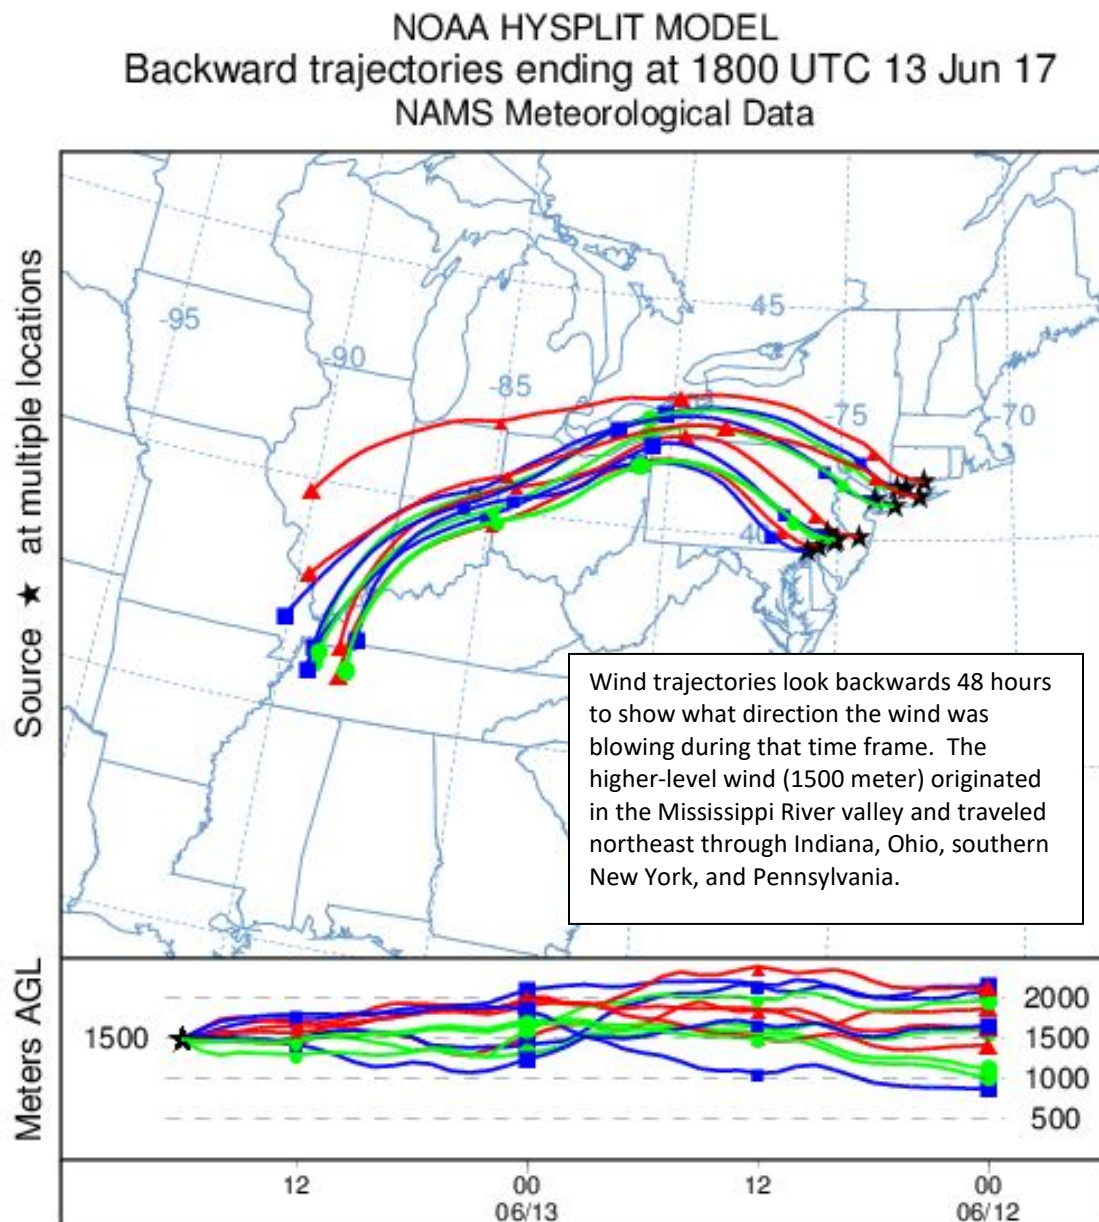 NOAA HYSPLIT MODEL
Backward trajectories ending at 1800 UTC 13 Jun 17
NAMS Meteorological Data
Source ★ at multiple locations
-95
-90
-85
45
-75
-70
40
Wind trajectories look backwards 48 hours
to show what direction the wind was
blowing during that time frame.  The
higher-level wind (1500 meter) originated
in the Mississippi River valley and traveled
northeast through Indiana, Ohio, southern
New York, and Pennsylvania.
Meters AGL
1500
2000
1500
1000
500
12
00
12
00
06/13
06/12